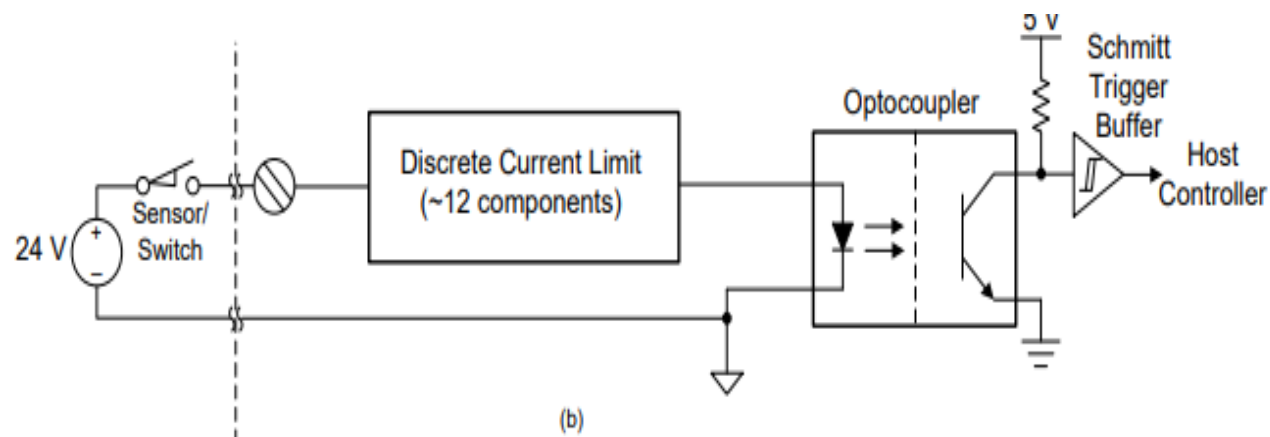 5 V
Schmitt
Trigger
Buffer
Optocoupler
Host
Controller
Discrete Current Limit
(~12 components)
Sensor/
Switch
24 V
+
−
(b)